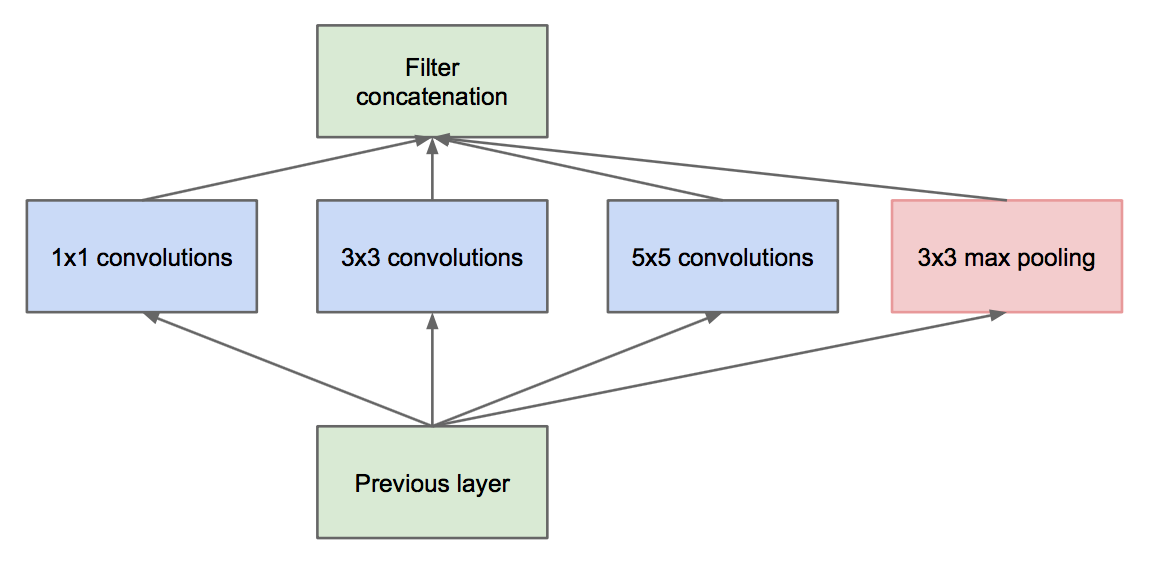 Filter
concatenation
1x1 convolutions
3x3 convolutions
5x5 convolutions
3x3 max pooling
Previous layer